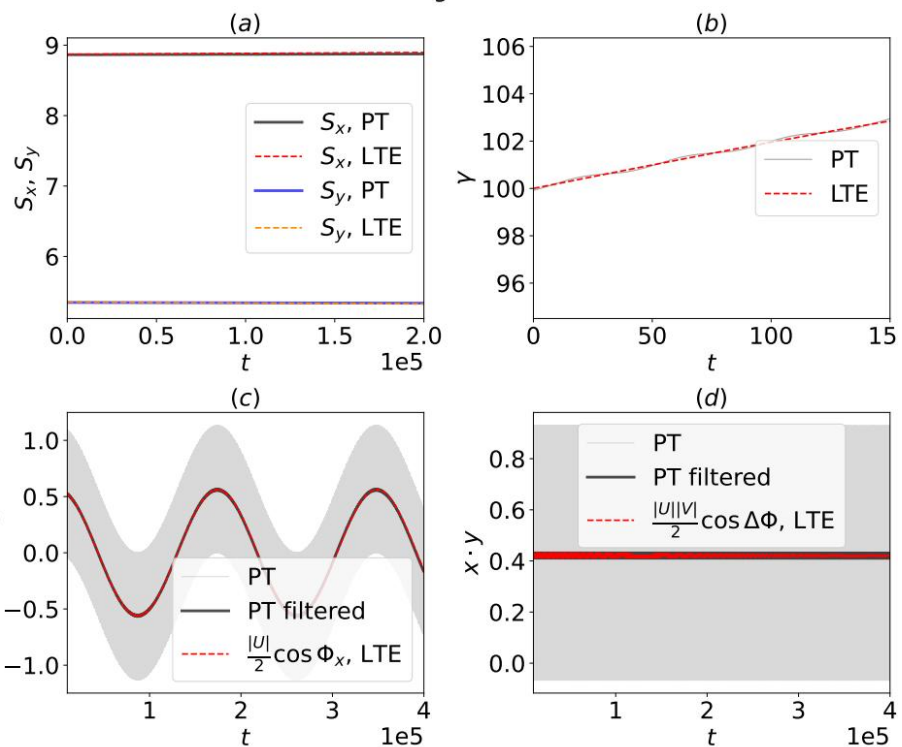 (a)
9
8
7
6
S_x, S_y
S_x, PT
S_x, LTE
S_y, PT
S_y, LTE
0.0 0.5 1.0 1.5 2.0
t
1e5
(b)
106
104
102
100
98
96
γ
PT
LTE
0 50 100 15
t
(c)
1.0
0.5
0.0
−0.5
−1.0
PT
PT filtered
|U|/2 cos Φ_x, LTE
1 2 3 4
t
1e5
(d)
0.8
0.6
0.4
0.2
0.0
x · y
PT
PT filtered
|U||V|/2 cos ΔΦ, LTE
1 2 3 4
t
1e5